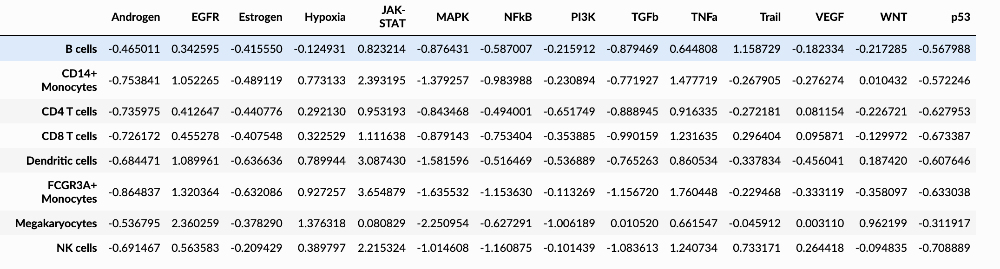 Androgen EGFR Estrogen Hypoxia JAK-STAT MAPK NFkB PI3K TGFb TNFa Trail VEGF WNT p53
B cells -0.465011 0.342595 -0.415550 -0.124931 0.823214 -0.876431 -0.587007 -0.215912 -0.879469 0.644808 1.158729 -0.182334 -0.217285 -0.567988
CD14+ Monocytes -0.753841 1.052265 -0.489119 0.773133 2.393195 -1.379257 -0.983988 -0.230894 -0.771927 1.477719 -0.267905 -0.276274 0.010432 -0.572246
CD4 T cells -0.735975 0.412647 -0.440776 0.292130 0.953193 -0.843468 -0.494001 -0.651749 -0.888945 0.916335 -0.272181 0.081154 -0.226721 -0.627953
CD8 T cells -0.726172 0.455278 -0.407548 0.322529 1.111638 -0.879143 -0.753404 -0.353885 -0.990159 1.231635 0.296404 0.095871 -0.129972 -0.673387
Dendritic cells -0.684471 1.089961 -0.636636 0.789944 3.087430 -1.581596 -0.516469 -0.536889 -0.765263 0.860534 -0.337834 -0.456041 0.187420 -0.607646
FCGR3A+ Monocytes -0.864837 1.320364 -0.632086 0.927257 3.654879 -1.635532 -1.153630 -0.113269 -1.156720 1.760448 -0.229468 -0.333119 -0.358097 -0.633038
Megakaryocytes -0.536795 2.360259 -0.378290 1.376318 0.080829 -2.250954 -0.627291 -1.006189 0.010520 0.661547 -0.045912 0.003110 0.962199 -0.311917
NK cells -0.691467 0.563583 -0.209429 0.389797 2.215324 -1.014608 -1.160875 -0.101439 -1.083613 1.240734 0.733171 0.264418 -0.094835 -0.708889